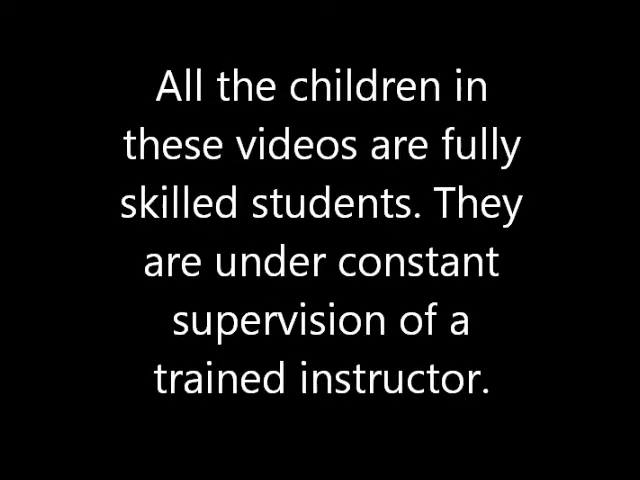 All the children in
these videos are fully
skilled students. They
are under constant
supervision of a
trained instructor.